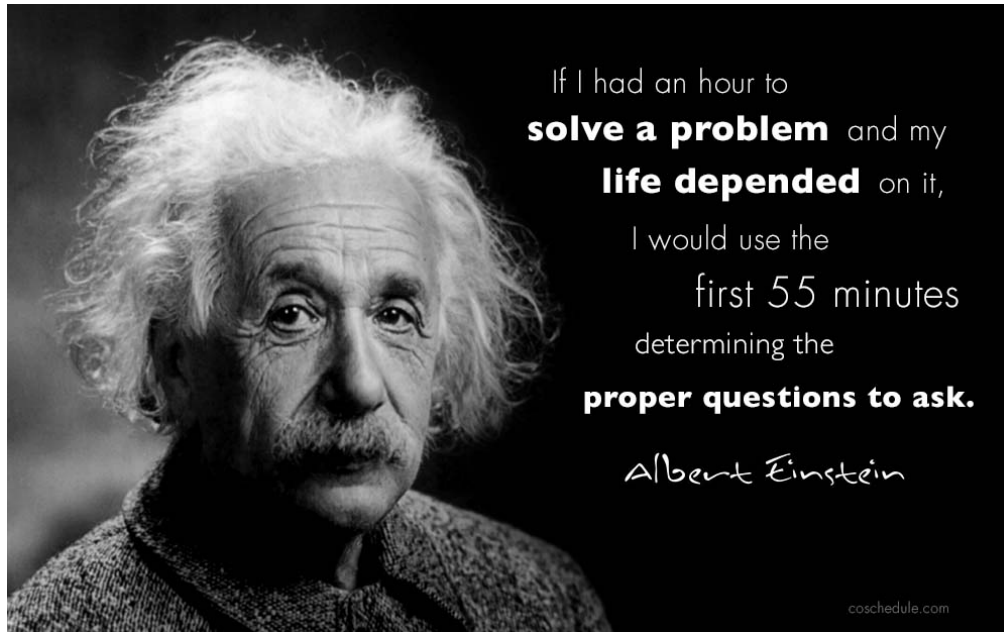 If I had an hour to
solve a problem and my
life depended on it,
I would use the
first 55 minutes
determining the
proper questions to ask.
Albert Einstein
coschedule.com